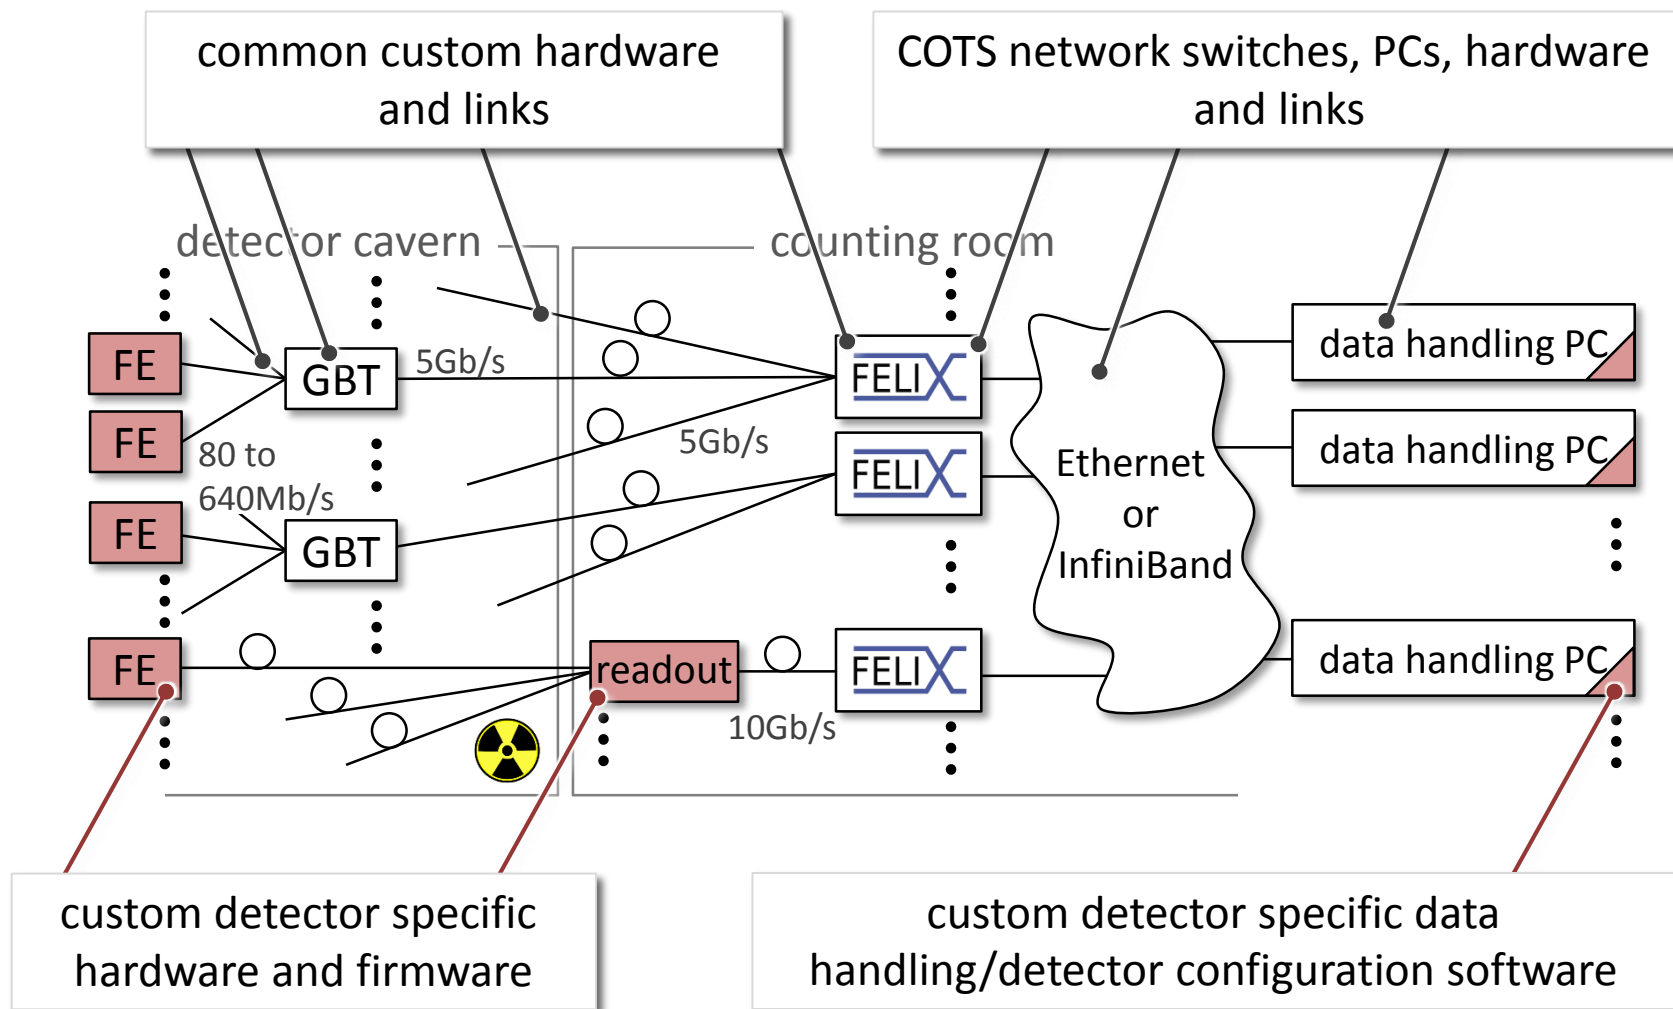 common custom hardware
and links
COTS network switches, PCs, hardware
and links
detector cavern
counting room
FE
GBT
5Gb/s
FELIX
data handling PC
FE
80 to
640Mb/s
5Gb/s
FELIX
Ethernet
or
InfiniBand
data handling PC
FE
GBT
FE
readout
10Gb/s
FELIX
data handling PC
custom detector specific
hardware and firmware
custom detector specific data
handling/detector configuration software